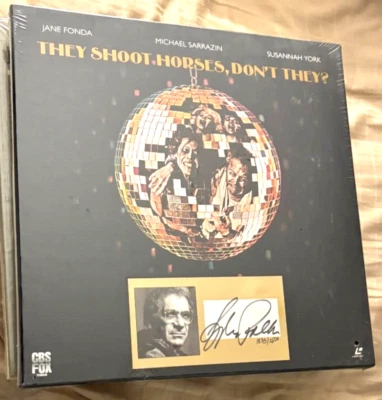 JANE FONDA
MICHAEL SARRAZIN
SUSANNAH YORK
THEY SHOOT HORSES, DON'T THEY?
CBS
FOX